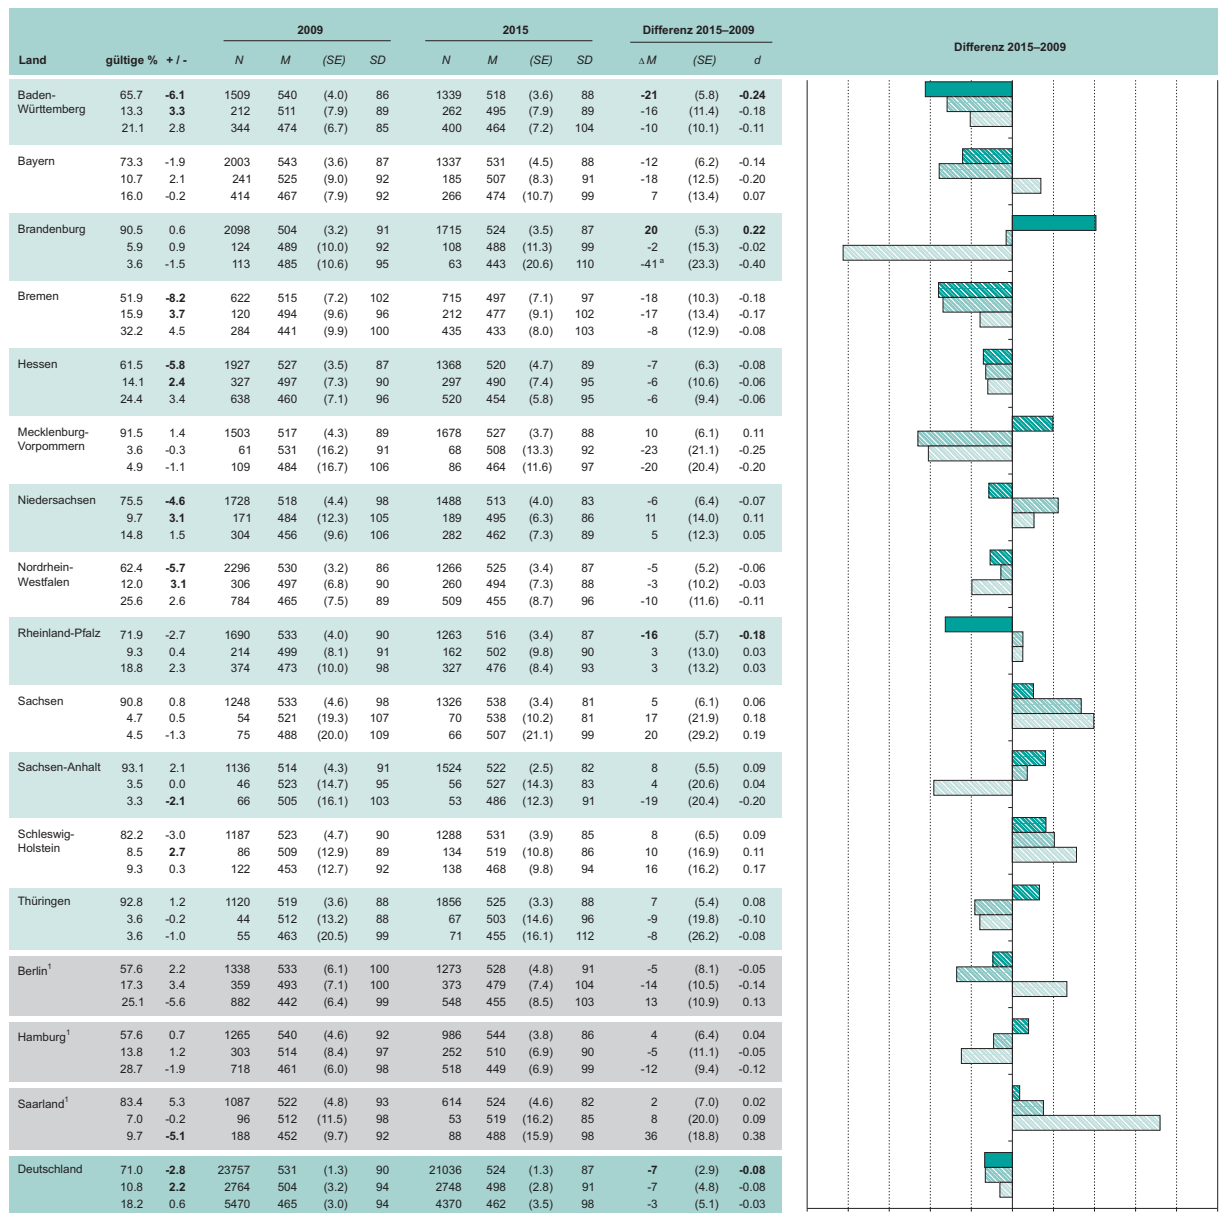 2009 2015 Differenz 2015–2009
Differenz 2015–2009
Land gültige % + / - N M (SE) SD N M (SE) SD Δ M (SE) d
Baden- 65.7 -6.1 1509 540 (4.0) 86 1339 518 (3.6) 88 -21 (5.8) -0.24
Württemberg 13.3 3.3 212 511 (7.9) 89 262 495 (7.9) 89 -16 (11.4) -0.18
21.1 2.8 344 474 (6.7) 85 400 464 (7.2) 104 -10 (10.1) -0.11
Bayern 73.3 -1.9 2003 543 (3.6) 87 1337 531 (4.5) 88 -12 (6.2) -0.14
10.7 2.1 241 525 (9.0) 92 185 507 (8.3) 91 -18 (12.5) -0.20
16.0 -0.2 414 467 (7.9) 92 266 474 (10.7) 99 7 (13.4) 0.07
Brandenburg 90.5 0.6 2098 504 (3.2) 91 1715 524 (3.5) 87 20 (5.3) 0.22
5.9 0.9 124 489 (10.0) 92 108 488 (11.3) 99 -2 (15.3) -0.02
3.6 -1.5 113 485 (10.6) 95 63 443 (20.6) 110 -41 a (23.3) -0.40
Bremen 51.9 -8.2 622 515 (7.2) 102 715 497 (7.1) 97 -18 (10.3) -0.18
15.9 3.7 120 494 (9.6) 96 212 477 (9.1) 102 -17 (13.4) -0.17
32.2 4.5 284 441 (9.9) 100 435 433 (8.0) 103 -8 (12.9) -0.08
Hessen 61.5 -5.8 1927 527 (3.5) 87 1368 520 (4.7) 89 -7 (6.3) -0.08
14.1 2.4 327 497 (7.3) 90 297 490 (7.4) 95 -6 (10.6) -0.06
24.4 3.4 638 460 (7.1) 96 520 454 (5.8) 95 -6 (9.4) -0.06
Mecklenburg- 91.5 1.4 1503 517 (4.3) 89 1678 527 (3.7) 88 10 (6.1) 0.11
Vorpommern 3.6 -0.3 61 531 (16.2) 91 68 508 (13.3) 92 -23 (21.1) -0.25
4.9 -1.1 109 484 (16.7) 106 86 464 (11.6) 97 -20 (20.4) -0.20
Niedersachsen 75.5 -4.6 1728 518 (4.4) 98 1488 513 (4.0) 83 -6 (6.4) -0.07
9.7 3.1 171 484 (12.3) 105 189 495 (6.3) 86 11 (14.0) 0.11
14.8 1.5 304 456 (9.6) 106 282 462 (7.3) 89 5 (12.3) 0.05
Nordrhein- 62.4 -5.7 2296 530 (3.2) 86 1266 525 (3.4) 87 -5 (5.2) -0.06
Westfalen 12.0 3.1 306 497 (6.8) 90 260 494 (7.3) 88 -3 (10.2) -0.03
25.6 2.6 784 465 (7.5) 89 509 455 (8.7) 96 -10 (11.6) -0.11
Rheinland-Pfalz 71.9 -2.7 1690 533 (4.0) 90 1263 516 (3.4) 87 -16 (5.7) -0.18
9.3 0.4 214 499 (8.1) 91 162 502 (9.8) 90 3 (13.0) 0.03
18.8 2.3 374 473 (10.0) 98 327 476 (8.4) 93 3 (13.2) 0.03
Sachsen 90.8 0.8 1248 533 (4.6) 98 1326 538 (3.4) 81 5 (6.1) 0.06
4.7 0.5 54 521 (19.3) 107 70 538 (10.2) 81 17 (21.9) 0.18
4.5 -1.3 75 488 (20.0) 109 66 507 (21.1) 99 20 (29.2) 0.19
Sachsen-Anhalt 93.1 2.1 1136 514 (4.3) 91 1524 522 (2.5) 82 8 (5.5) 0.09
3.5 0.0 46 523 (14.7) 95 56 527 (14.3) 83 4 (20.6) 0.04
3.3 -2.1 66 505 (16.1) 103 53 486 (12.3) 91 -19 (20.4) -0.20
Schleswig- 82.2 -3.0 1187 523 (4.7) 90 1288 531 (3.9) 85 8 (6.5) 0.09
Holstein 8.5 2.7 86 509 (12.9) 89 134 519 (10.8) 86 10 (16.9) 0.11
9.3 0.3 122 453 (12.7) 92 138 468 (9.8) 94 16 (16.2) 0.17
Thüringen 92.8 1.2 1120 519 (3.6) 88 1856 525 (3.3) 88 7 (5.4) 0.08
3.6 -0.2 44 512 (13.2) 88 67 503 (14.6) 96 -9 (19.8) -0.10
3.6 -1.0 55 463 (20.5) 99 71 455 (16.1) 112 -8 (26.2) -0.08
Berlin1 57.6 2.2 1338 533 (6.1) 100 1273 528 (4.8) 91 -5 (8.1) -0.05
17.3 3.4 359 493 (7.1) 100 373 479 (7.4) 104 -14 (10.5) -0.14
25.1 -5.6 882 442 (6.4) 99 548 455 (8.5) 103 13 (10.9) 0.13
Hamburg1 57.6 0.7 1265 540 (4.6) 92 986 544 (3.8) 86 4 (6.4) 0.04
13.8 1.2 303 514 (8.4) 97 252 510 (6.9) 90 -5 (11.1) -0.05
28.7 -1.9 718 461 (6.0) 98 518 449 (6.9) 99 -12 (9.4) -0.12
Saarland1 83.4 5.3 1087 522 (4.8) 93 614 524 (4.6) 82 2 (7.0) 0.02
7.0 -0.2 96 512 (11.5) 98 53 519 (16.2) 85 8 (20.0) 0.09
9.7 -5.1 188 452 (9.7) 92 88 488 (15.9) 98 36 (18.8) 0.38
Deutschland 71.0 -2.8 23757 531 (1.3) 90 21036 524 (1.3) 87 -7 (2.9) -0.08
10.8 2.2 2764 504 (3.2) 94 2748 498 (2.8) 91 -7 (4.8) -0.08
18.2 0.6 5470 465 (3.0) 94 4370 462 (3.5) 98 -3 (5.1) -0.03